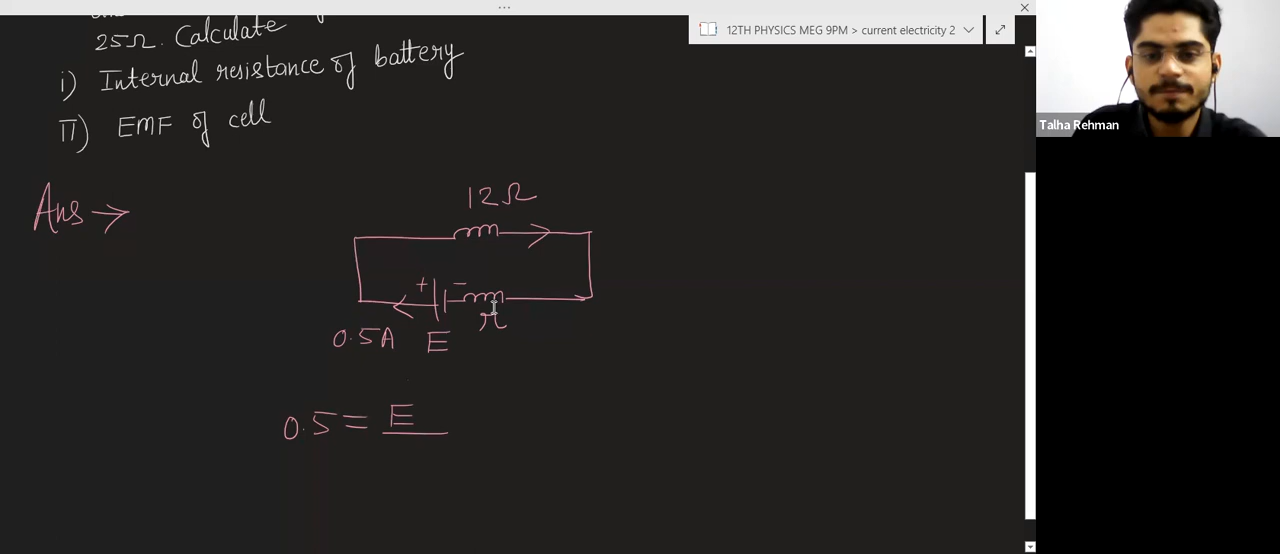 25Ω. Calculate
12TH PHYSICS MEG 9PM > current electricity 2
i) Internal resistance of battery
II) EMF of cell
Talha Rehman
Ans →
12Ω
+ −
r
0.5A E
0.5 = E